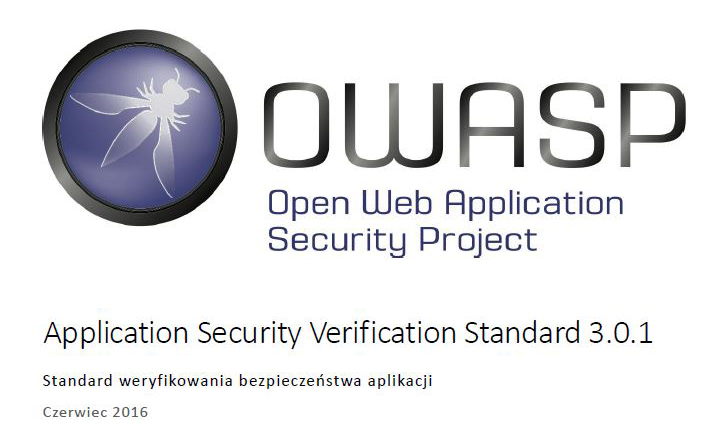 OWASP
Open Web Application
Security Project
Application Security Verification Standard 3.0.1
Standard weryfikowania bezpieczeństwa aplikacji
Czerwiec 2016